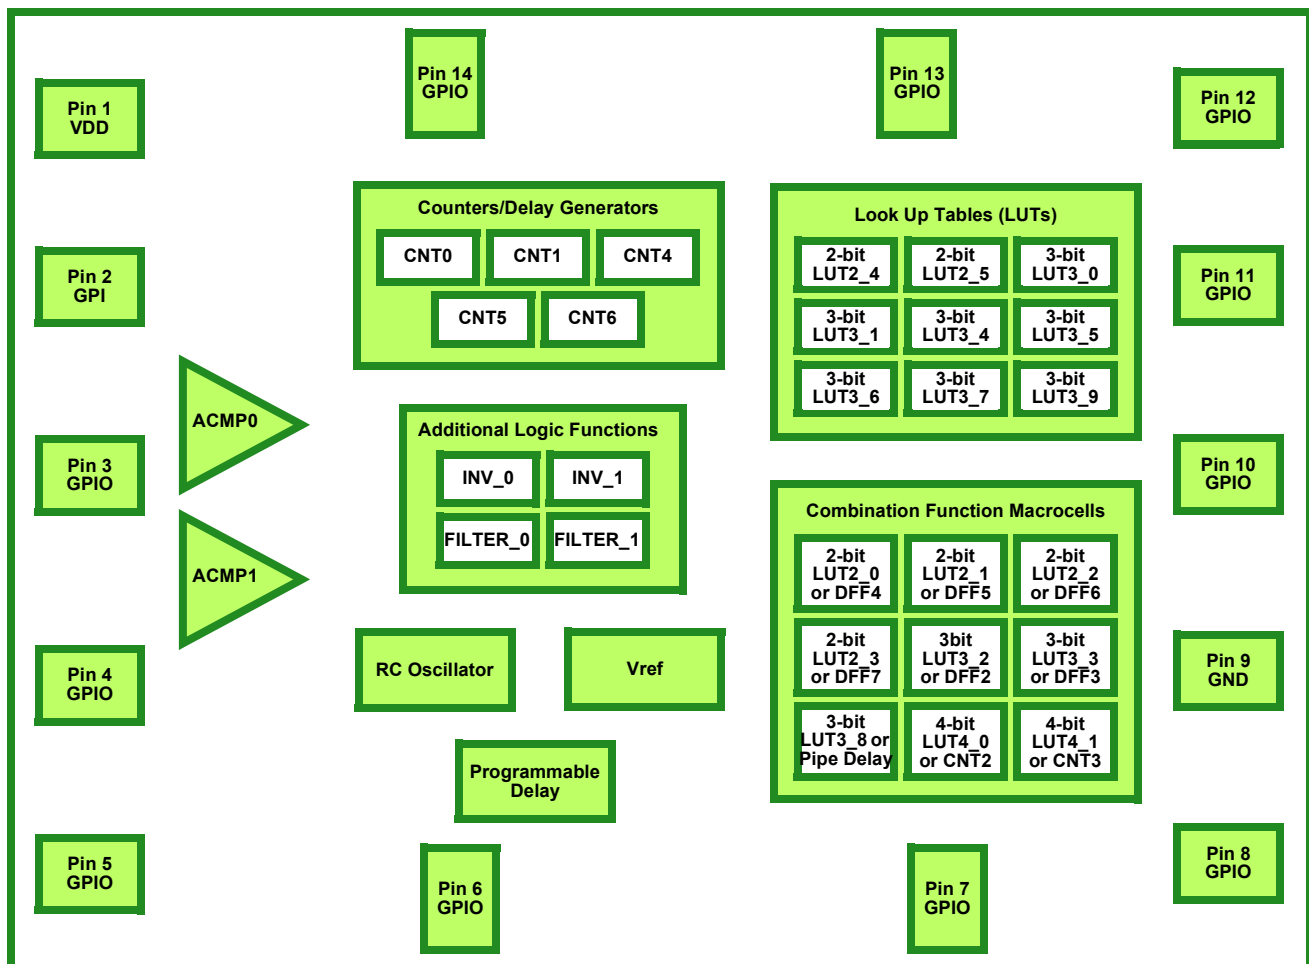 Pin 14
GPIO
Pin 13
GPIO
Pin 12
GPIO
Pin 1
VDD
Counters/Delay Generators
CNT0
CNT1
CNT4
CNT5
CNT6
Look Up Tables (LUTs)
2-bit
LUT2_4
2-bit
LUT2_5
3-bit
LUT3_0
3-bit
LUT3_1
3-bit
LUT3_4
3-bit
LUT3_5
3-bit
LUT3_6
3-bit
LUT3_7
3-bit
LUT3_9
Pin 2
GPI
Pin 11
GPIO
ACMP0
Additional Logic Functions
INV_0
INV_1
FILTER_0
FILTER_1
Pin 3
GPIO
Pin 10
GPIO
ACMP1
Combination Function Macrocells
2-bit
LUT2_0
or DFF4
2-bit
LUT2_1
or DFF5
2-bit
LUT2_2
or DFF6
2-bit
LUT2_3
or DFF7
3bit
LUT3_2
or DFF2
3-bit
LUT3_3
or DFF3
3-bit
LUT3_8 or
Pipe Delay
4-bit
LUT4_0
or CNT2
4-bit
LUT4_1
or CNT3
RC Oscillator
Vref
Pin 4
GPIO
Pin 9
GND
Programmable
Delay
Pin 5
GPIO
Pin 6
GPIO
Pin 7
GPIO
Pin 8
GPIO